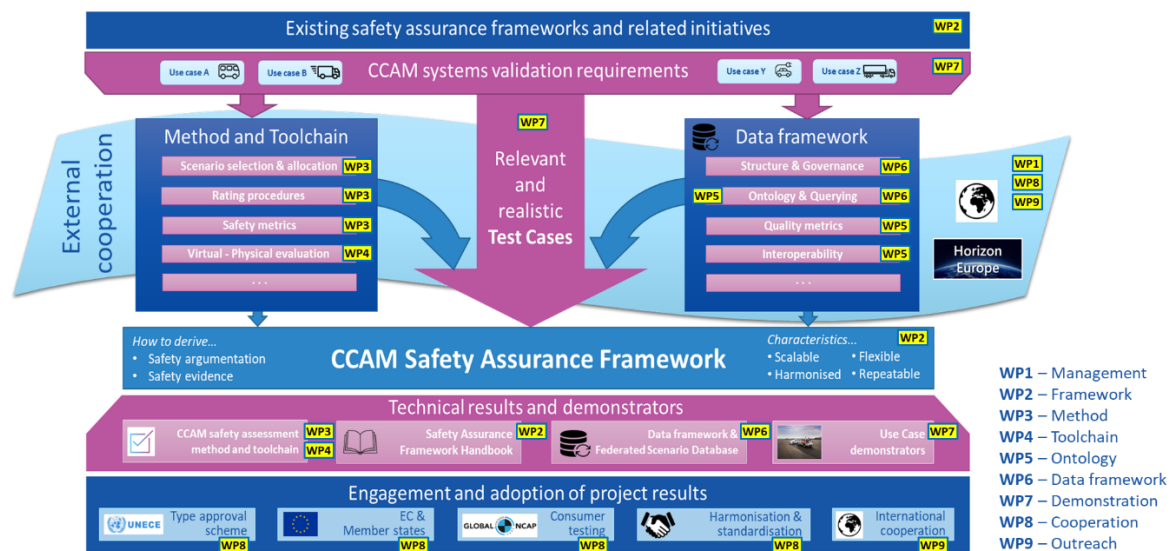 Existing safety assurance frameworks and related initiatives
WP2
Use case A
Use case B
CCAM systems validation requirements
Use case Y
Use case Z
WP7
External
cooperation
Method and Toolchain
Scenario selection & allocation
WP3
Rating procedures
WP3
Safety metrics
WP3
Virtual - Physical evaluation
WP4
. . .
WP7
Relevant
and
realistic
Test Cases
Data framework
Structure & Governance
WP6
WP5
Ontology & Querying
WP6
Quality metrics
WP5
Interoperability
WP5
. . .
WP1
WP8
WP9
Horizon
Europe
How to derive...
• Safety argumentation
• Safety evidence
CCAM Safety Assurance Framework
Characteristics...
WP2
• Scalable • Flexible
• Harmonised • Repeatable
Technical results and demonstrators
CCAM safety assessment
method and toolchain
WP3
WP4
Safety Assurance
Framework Handbook
WP2
Data framework &
Federated Scenario Database
WP6
Use Case
demonstrators
WP7
Engagement and adoption of project results
UNECE
Type approval
scheme
WP8
EC &
Member states
WP8
GLOBAL NCAP
Consumer
testing
WP8
Harmonisation &
standardisation
WP8
International
cooperation
WP9
WP1 – Management
WP2 – Framework
WP3 – Method
WP4 – Toolchain
WP5 – Ontology
WP6 – Data framework
WP7 – Demonstration
WP8 – Cooperation
WP9 – Outreach